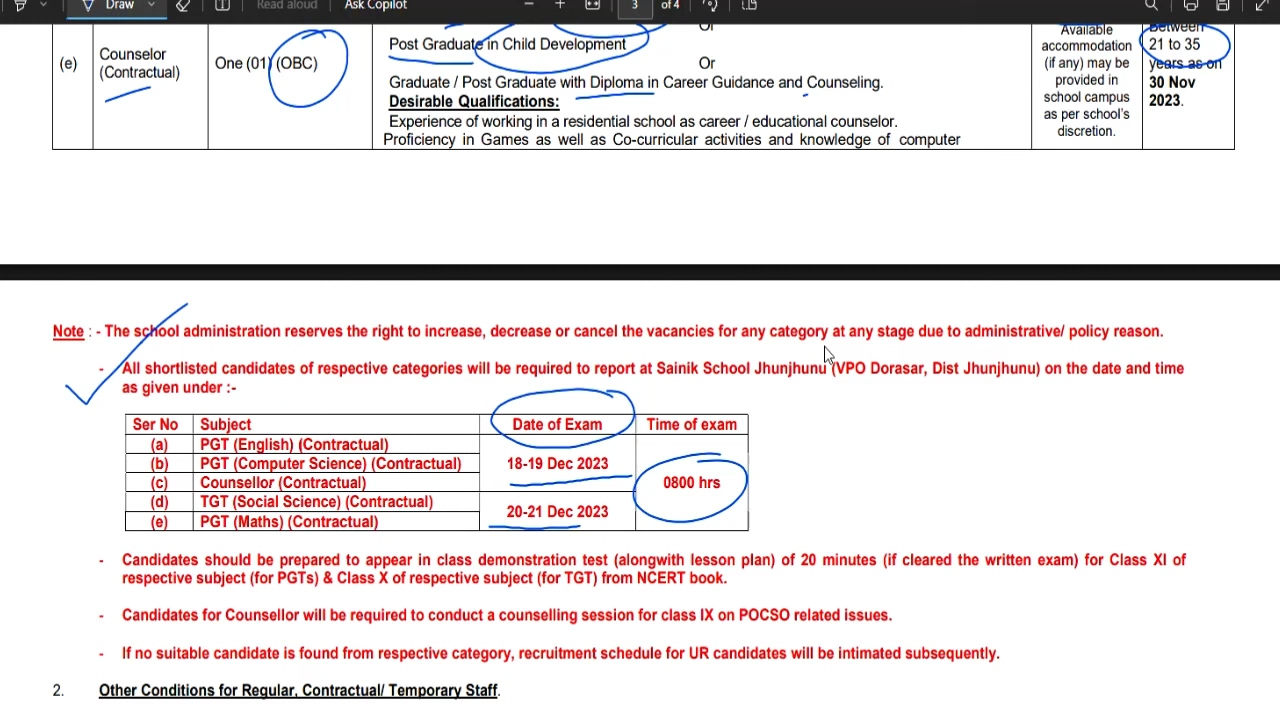 Draw Read aloud Ask Copilot 3 of 4
(e) Counselor (Contractual) One (01) (OBC)
Or
Post Graduate in Child Development
Or
Graduate / Post Graduate with Diploma in Career Guidance and Counseling.
Desirable Qualifications:
Experience of working in a residential school as career / educational counselor.
Proficiency in Games as well as Co-curricular activities and knowledge of computer
Available
accommodation
(if any) may be
provided in
school campus
as per school's
discretion.
Between
21 to 35
years as on
30 Nov
2023.
Note : - The school administration reserves the right to increase, decrease or cancel the vacancies for any category at any stage due to administrative/ policy reason.
- All shortlisted candidates of respective categories will be required to report at Sainik School Jhunjhunu (VPO Dorasar, Dist Jhunjhunu) on the date and time
as given under :-
Ser No Subject Date of Exam Time of exam
(a) PGT (English) (Contractual)
(b) PGT (Computer Science) (Contractual) 18-19 Dec 2023
(c) Counsellor (Contractual) 0800 hrs
(d) TGT (Social Science) (Contractual) 20-21 Dec 2023
(e) PGT (Maths) (Contractual)
- Candidates should be prepared to appear in class demonstration test (alongwith lesson plan) of 20 minutes (if cleared the written exam) for Class XI of
respective subject (for PGTs) & Class X of respective subject (for TGT) from NCERT book.
- Candidates for Counsellor will be required to conduct a counselling session for class IX on POCSO related issues.
- If no suitable candidate is found from respective category, recruitment schedule for UR candidates will be intimated subsequently.
2. Other Conditions for Regular, Contractual/ Temporary Staff.